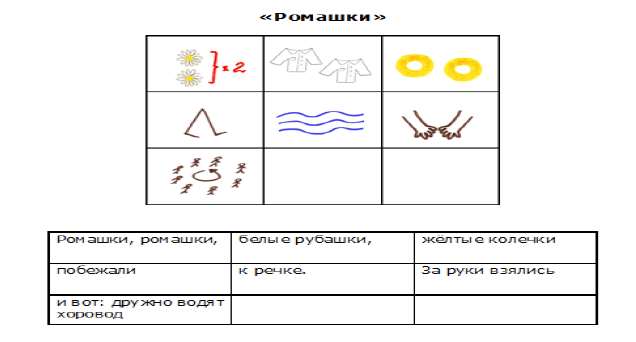 «Ромашки»
x 2
Ромашки, ромашки,
белые рубашки,
жёлтые колечки
побежали
к речке.
За руки взялись
и вот: дружно водят
хоровод